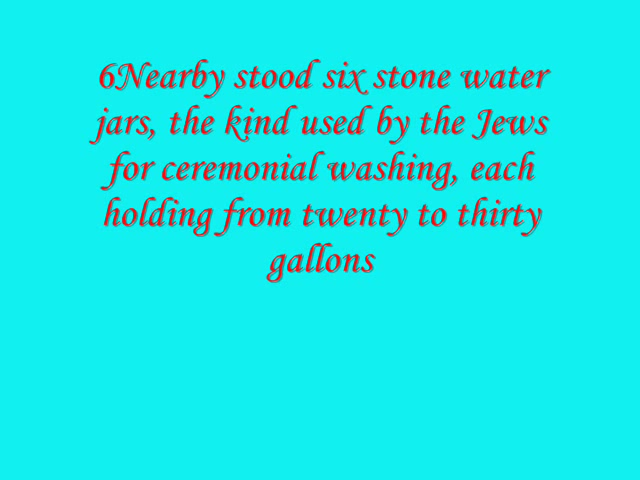 6Nearby stood six stone water
jars, the kind used by the Jews
for ceremonial washing, each
holding from twenty to thirty
gallons